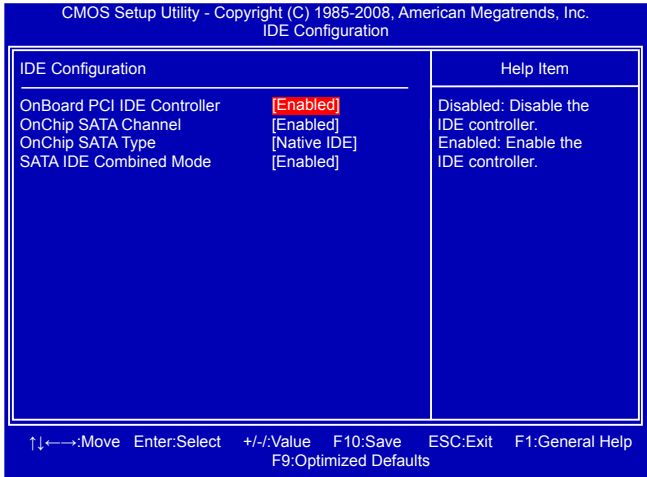 CMOS Setup Utility - Copyright (C) 1985-2008, American Megatrends, Inc.
IDE Configuration
IDE Configuration
Help Item
OnBoard PCI IDE Controller [Enabled]
OnChip SATA Channel [Enabled]
OnChip SATA Type [Native IDE]
SATA IDE Combined Mode [Enabled]
Disabled: Disable the
IDE controller.
Enabled: Enable the
IDE controller.
↑↓←→:Move Enter:Select +/-/:Value F10:Save ESC:Exit F1:General Help
F9:Optimized Defaults